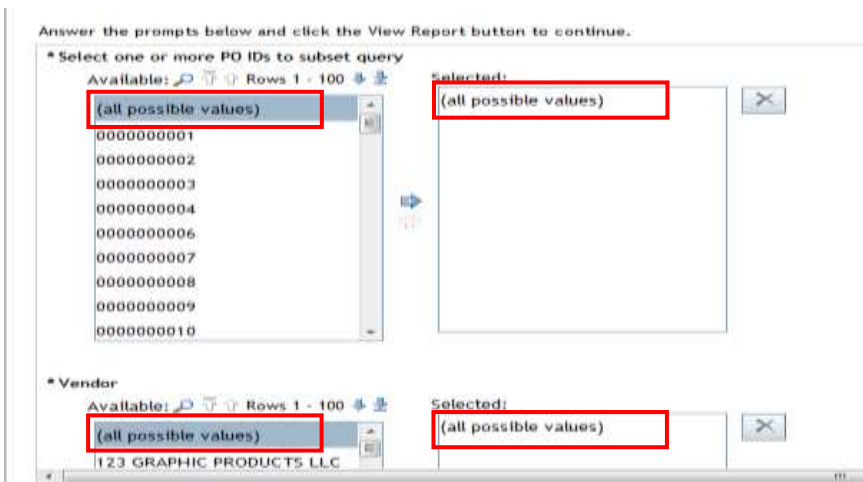 Answer the prompts below and click the View Report button to continue.
* Select one or more PO IDs to subset query
Available: Rows 1 - 100 Selected:
(all possible values) (all possible values)
0000000001
0000000002
0000000003
0000000004
0000000006
0000000007
0000000008
0000000009
0000000010
* Vendor
Available: Rows 1 - 100 Selected:
(all possible values) (all possible values)
123 GRAPHIC PRODUCTS LLC